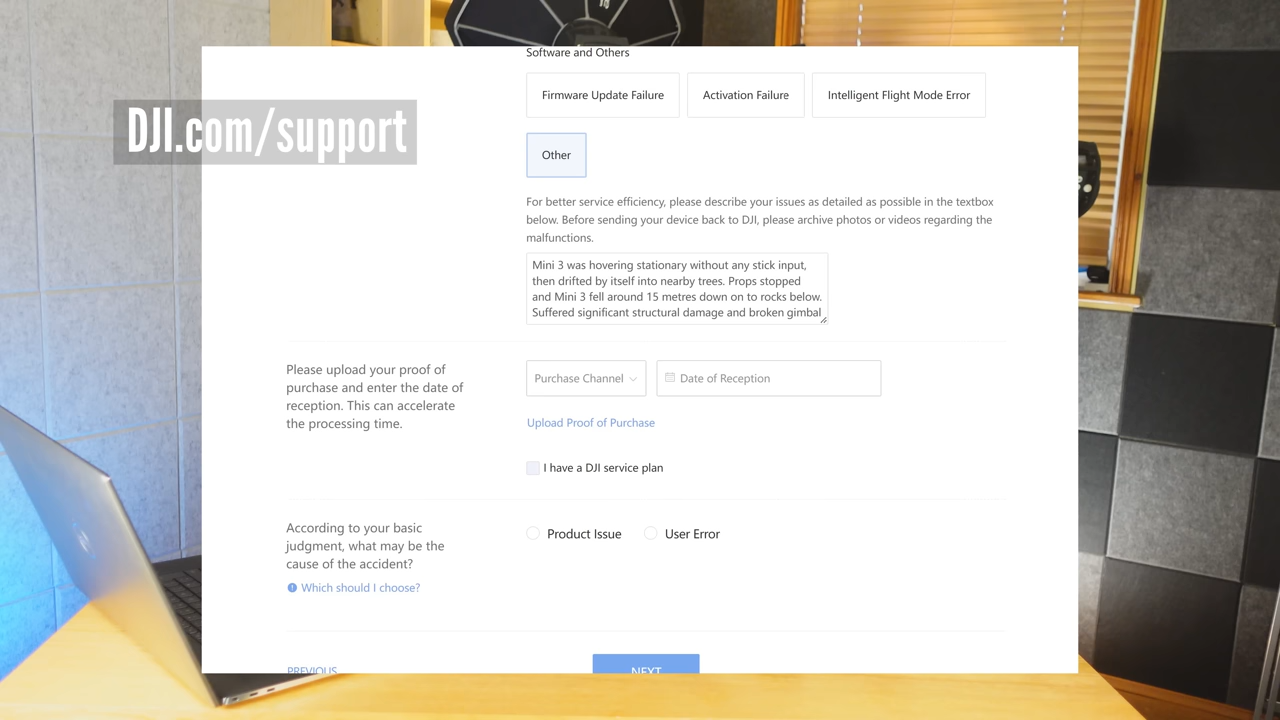 Software and Others
Firmware Update Failure
Activation Failure
Intelligent Flight Mode Error
DJI.com/support
Other
For better service efficiency, please describe your issues as detailed as possible in the textbox
below. Before sending your device back to DJI, please archive photos or videos regarding the
malfunctions.
Mini 3 was hovering stationary without any stick input,
then drifted by itself into nearby trees. Props stopped
and Mini 3 fell around 15 metres down on to rocks below.
Suffered significant structural damage and broken gimbal
Please upload your proof of
purchase and enter the date of
reception. This can accelerate
the processing time.
Purchase Channel
Date of Reception
Upload Proof of Purchase
I have a DJI service plan
According to your basic
judgment, what may be the
cause of the accident?
Product Issue
User Error
Which should I choose?
PREVIOUS
NEXT